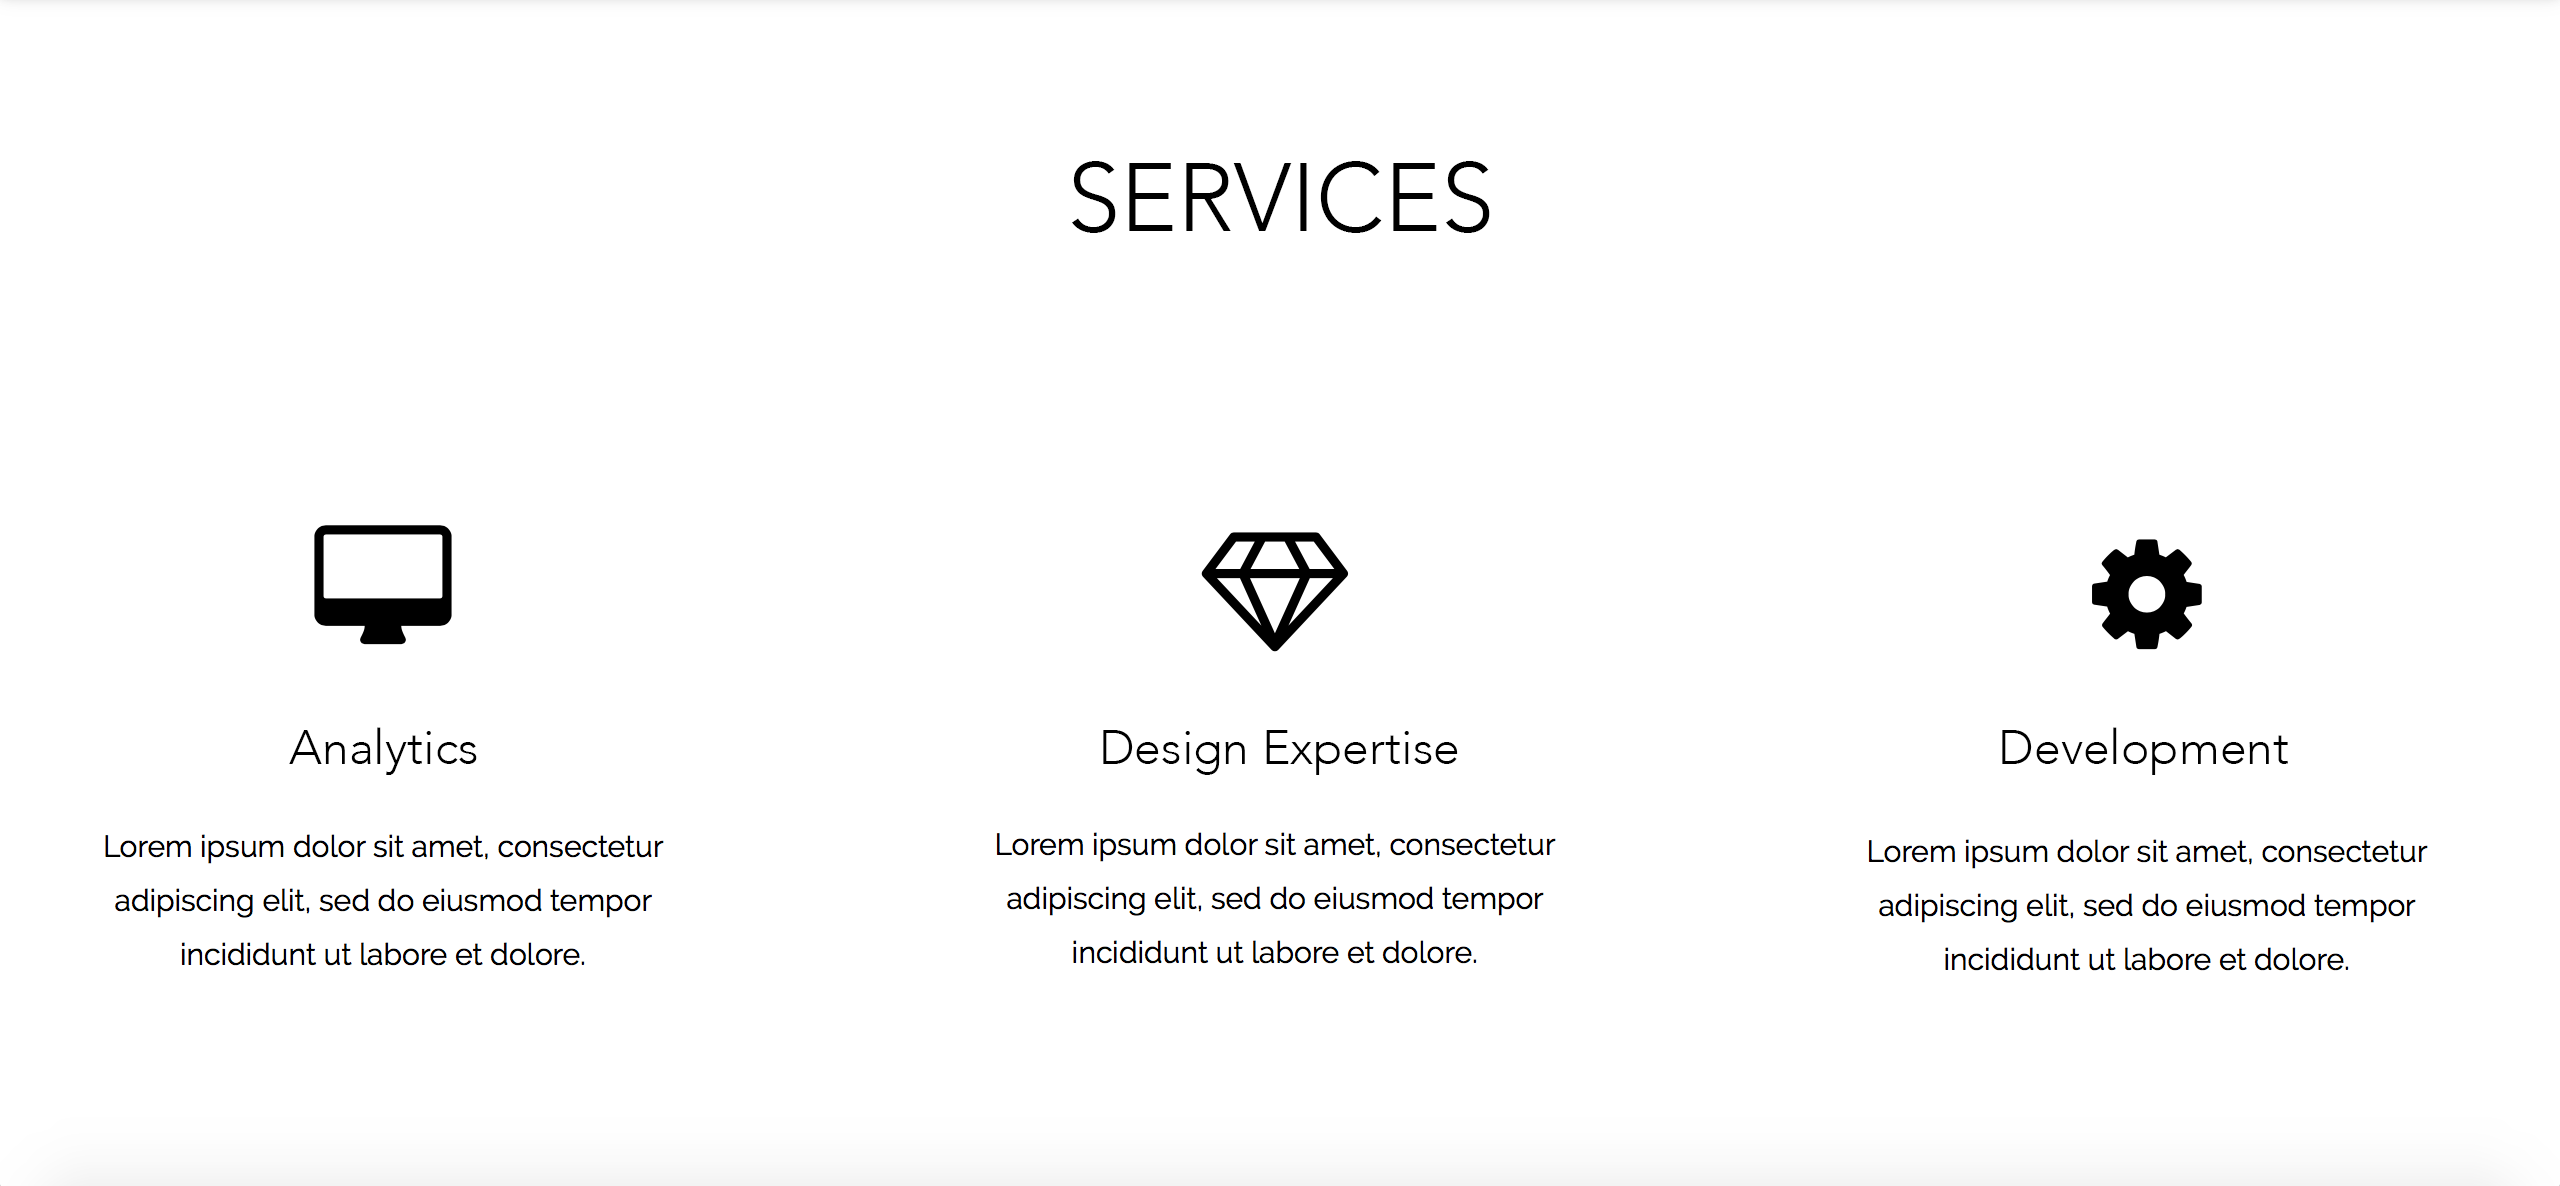 SERVICES
Analytics
Lorem ipsum dolor sit amet, consectetur
adipiscing elit, sed do eiusmod tempor
incididunt ut labore et dolore.
Design Expertise
Lorem ipsum dolor sit amet, consectetur
adipiscing elit, sed do eiusmod tempor
incididunt ut labore et dolore.
Development
Lorem ipsum dolor sit amet, consectetur
adipiscing elit, sed do eiusmod tempor
incididunt ut labore et dolore.